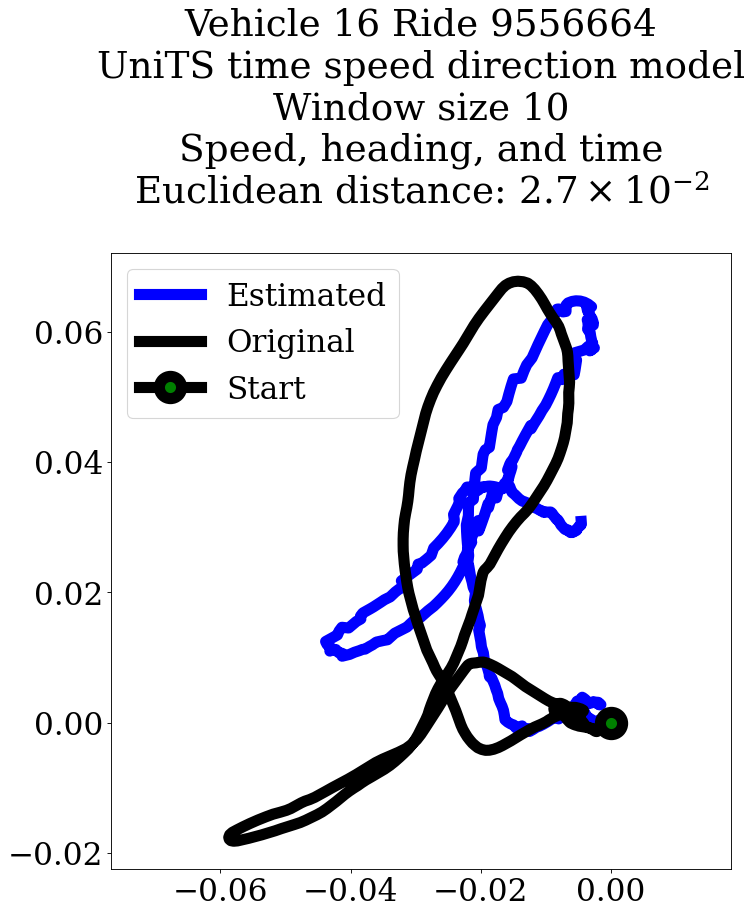 Vehicle 16 Ride 9556664
UniTS time speed direction model
Window size 10
Speed, heading, and time
Euclidean distance: 2.7 × 10⁻²
Estimated
Original
Start
0.06
0.04
0.02
0.00
−0.02
−0.06 −0.04 −0.02 0.00